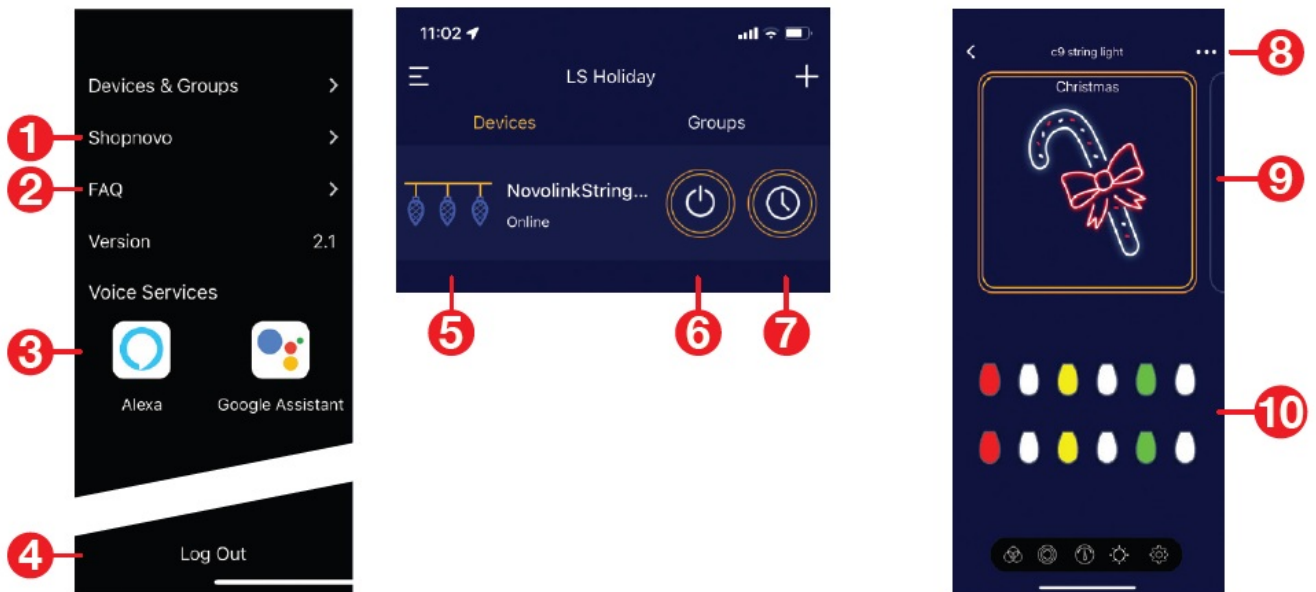 Devices & Groups
1
Shopnovo
2
FAQ
Version 2.1
Voice Services
3
Alexa Google Assistant
4
Log Out
11:02
LS Holiday
Devices Groups
NovolinkString...
Online
5 6 7
c9 string light
8
Christmas
9
10